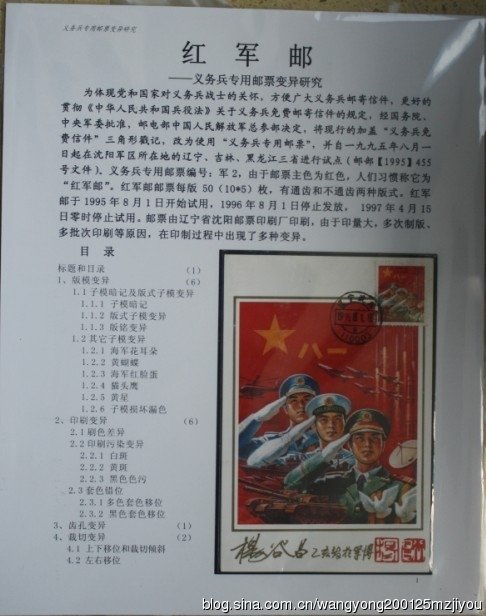 义务兵专用邮票变异研究
红军邮
——义务兵专用邮票变异研究
为体现党和国家对义务兵战士的关怀，方便广大义务兵邮寄信件，更好的
贯彻《中华人民共和国兵役法》关于义务兵免费邮寄信件的规定，经国务院、
中央军委批准，邮电部中国人民解放军总参部决定，将现行的加盖“义务兵免
费信件”三角形戳记，改为使用“义务兵专用邮票”，并自一九九五年八月一
日起在沈阳军区所在地的辽宁、吉林、黑龙江三省进行试点（邮部【1995】455
号文件）。义务兵专用邮票编号：军2，由于邮票主色为红色，人们习惯称它为
“红军邮”。红军邮邮票每版50（10*5）枚，有通齿和不通齿两种版式。红军
邮于1995年8月1日开始试用，1996年8月1日停止发放， 1997年4月15
日零时停止试用。邮票由辽宁省沈阳邮票印刷厂印刷，由于印量大，多次制版、
多批次印刷等原因，在印制过程中出现了多种变异。
目 录
标题和目录 （1）
1、版模变异 （6）
1.1子模暗记及版式子模变异
1.1.1 子模暗记
1.1.2 版式子模变异
1.1.3 版铭变异
1.2其它子模变异
1.2.1 海军花耳朵
1.2.2 黄蝴蝶
1.2.3 海军红脸蛋
1.2.4 猫头鹰
1.2.5 黄星
1.2.6 子模损坏漏色
2、印刷变异 （6）
2.1刷色差异
2.2印刷污染变异
2.2.1 白斑
2.2.2 黄斑
2.2.3 黑色色污
2.3套色错位
2.3.1多色套色移位
2.3.2 黑色套色移位
3、齿孔变异 （1）
4、裁切变异 （2）
4.1 上下移位和裁切倾斜
4.2 左右移位
八一
1
blog.sina.com.cn/wangyong200125mzjiyou